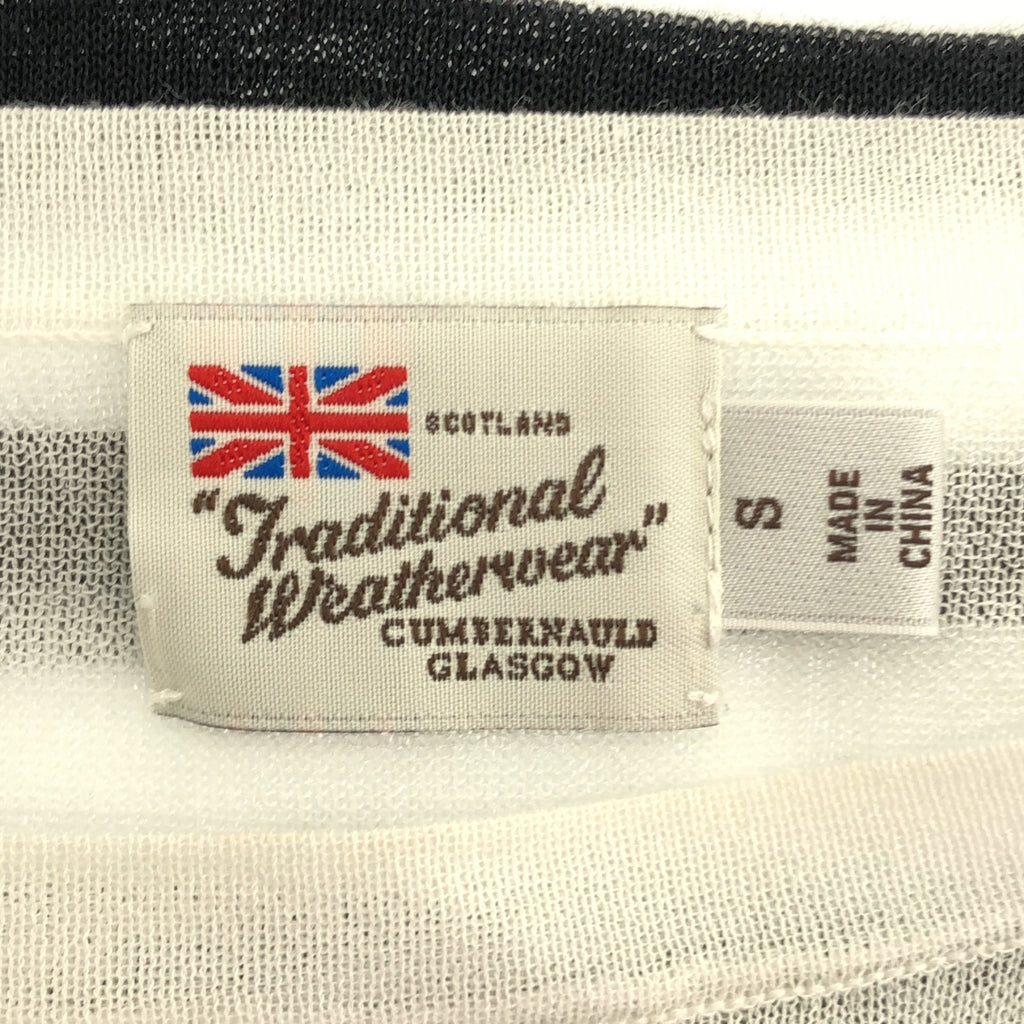 SCOTLAND
"Traditional
Weatherwear"
CUMBERNAULD
GLASGOW
S
MADE
IN
CHINA